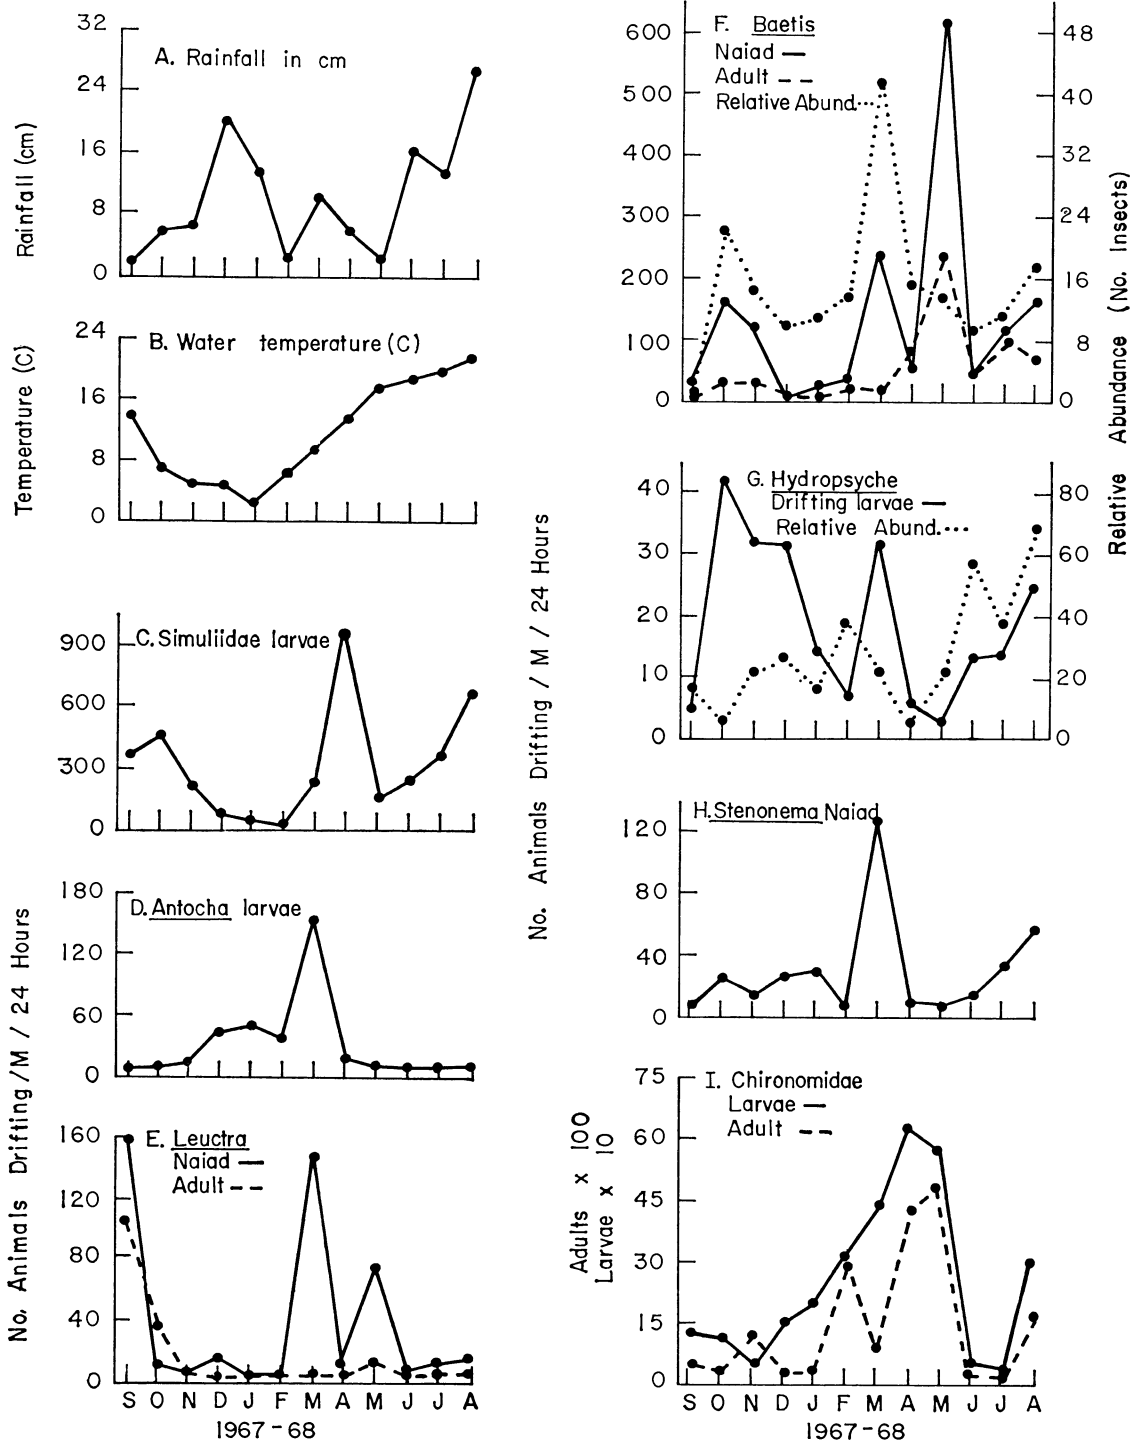 A. Rainfall in cm
Rainfall (cm)
32
24
16
8
0
B. Water temperature (C)
Temperature (C)
24
16
8
0
C. Simuliidae larvae
900
600
300
0
D. Antocha larvae
180
120
60
0
No. Animals Drifting/M / 24 Hours
E. Leuctra
Naiad
Adult
160
120
80
40
0
S O N D J F M A M J J A
1967-68
F. Baetis
Naiad
Adult
Relative Abund.
600
500
400
300
200
100
0
48
40
32
24
16
8
0
Relative Abundance (No. Insects)
G. Hydropsyche
Drifting larvae
Relative Abund.
40
30
20
10
0
80
60
40
20
0
No. Animals Drifting / M / 24 Hours
H. Stenonema Naiad
120
80
40
0
I. Chironomidae
Larvae
Adult
75
60
45
30
15
0
Adults x 100
Larvae x 10
S O N D J F M A M J J A
1967-68